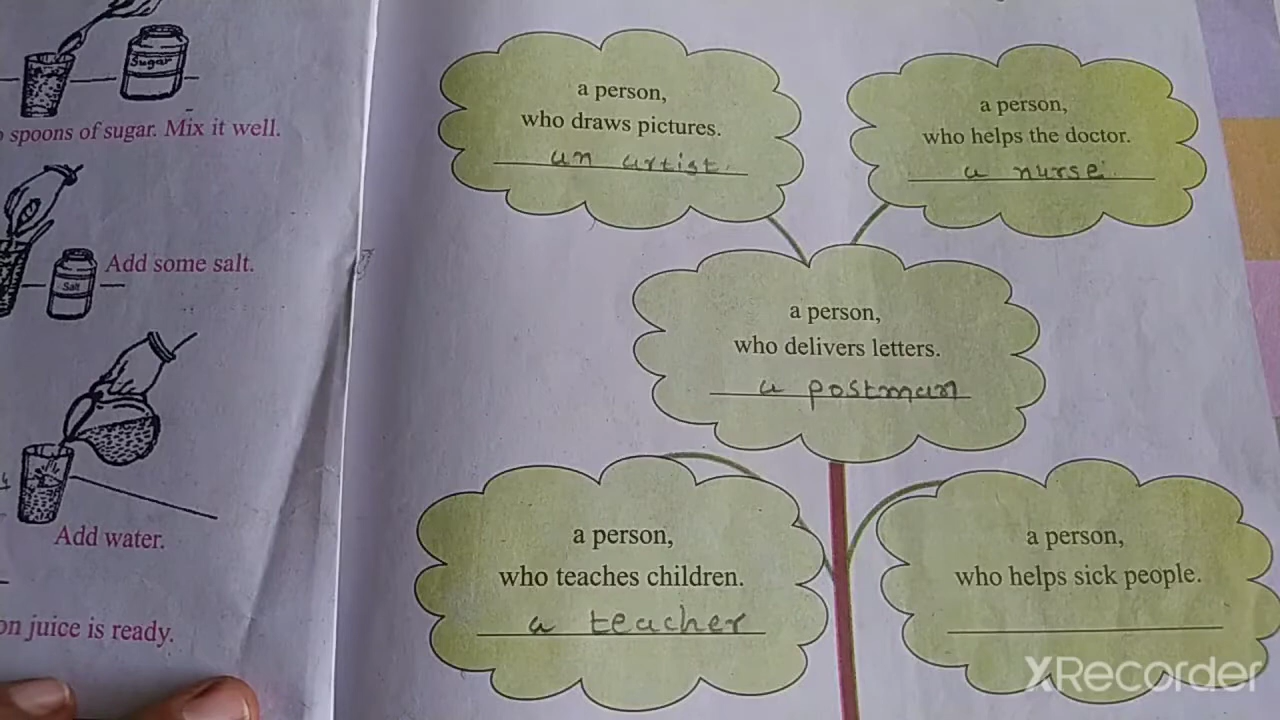 Sugar
spoons of sugar. Mix it well.
Salt
Add some salt.
Add water.
on juice is ready.
a person,
who draws pictures.
an artist.
a person,
who helps the doctor.
a nurse.
a person,
who delivers letters.
a postman
a person,
who teaches children.
a teacher
a person,
who helps sick people.
XRecorder